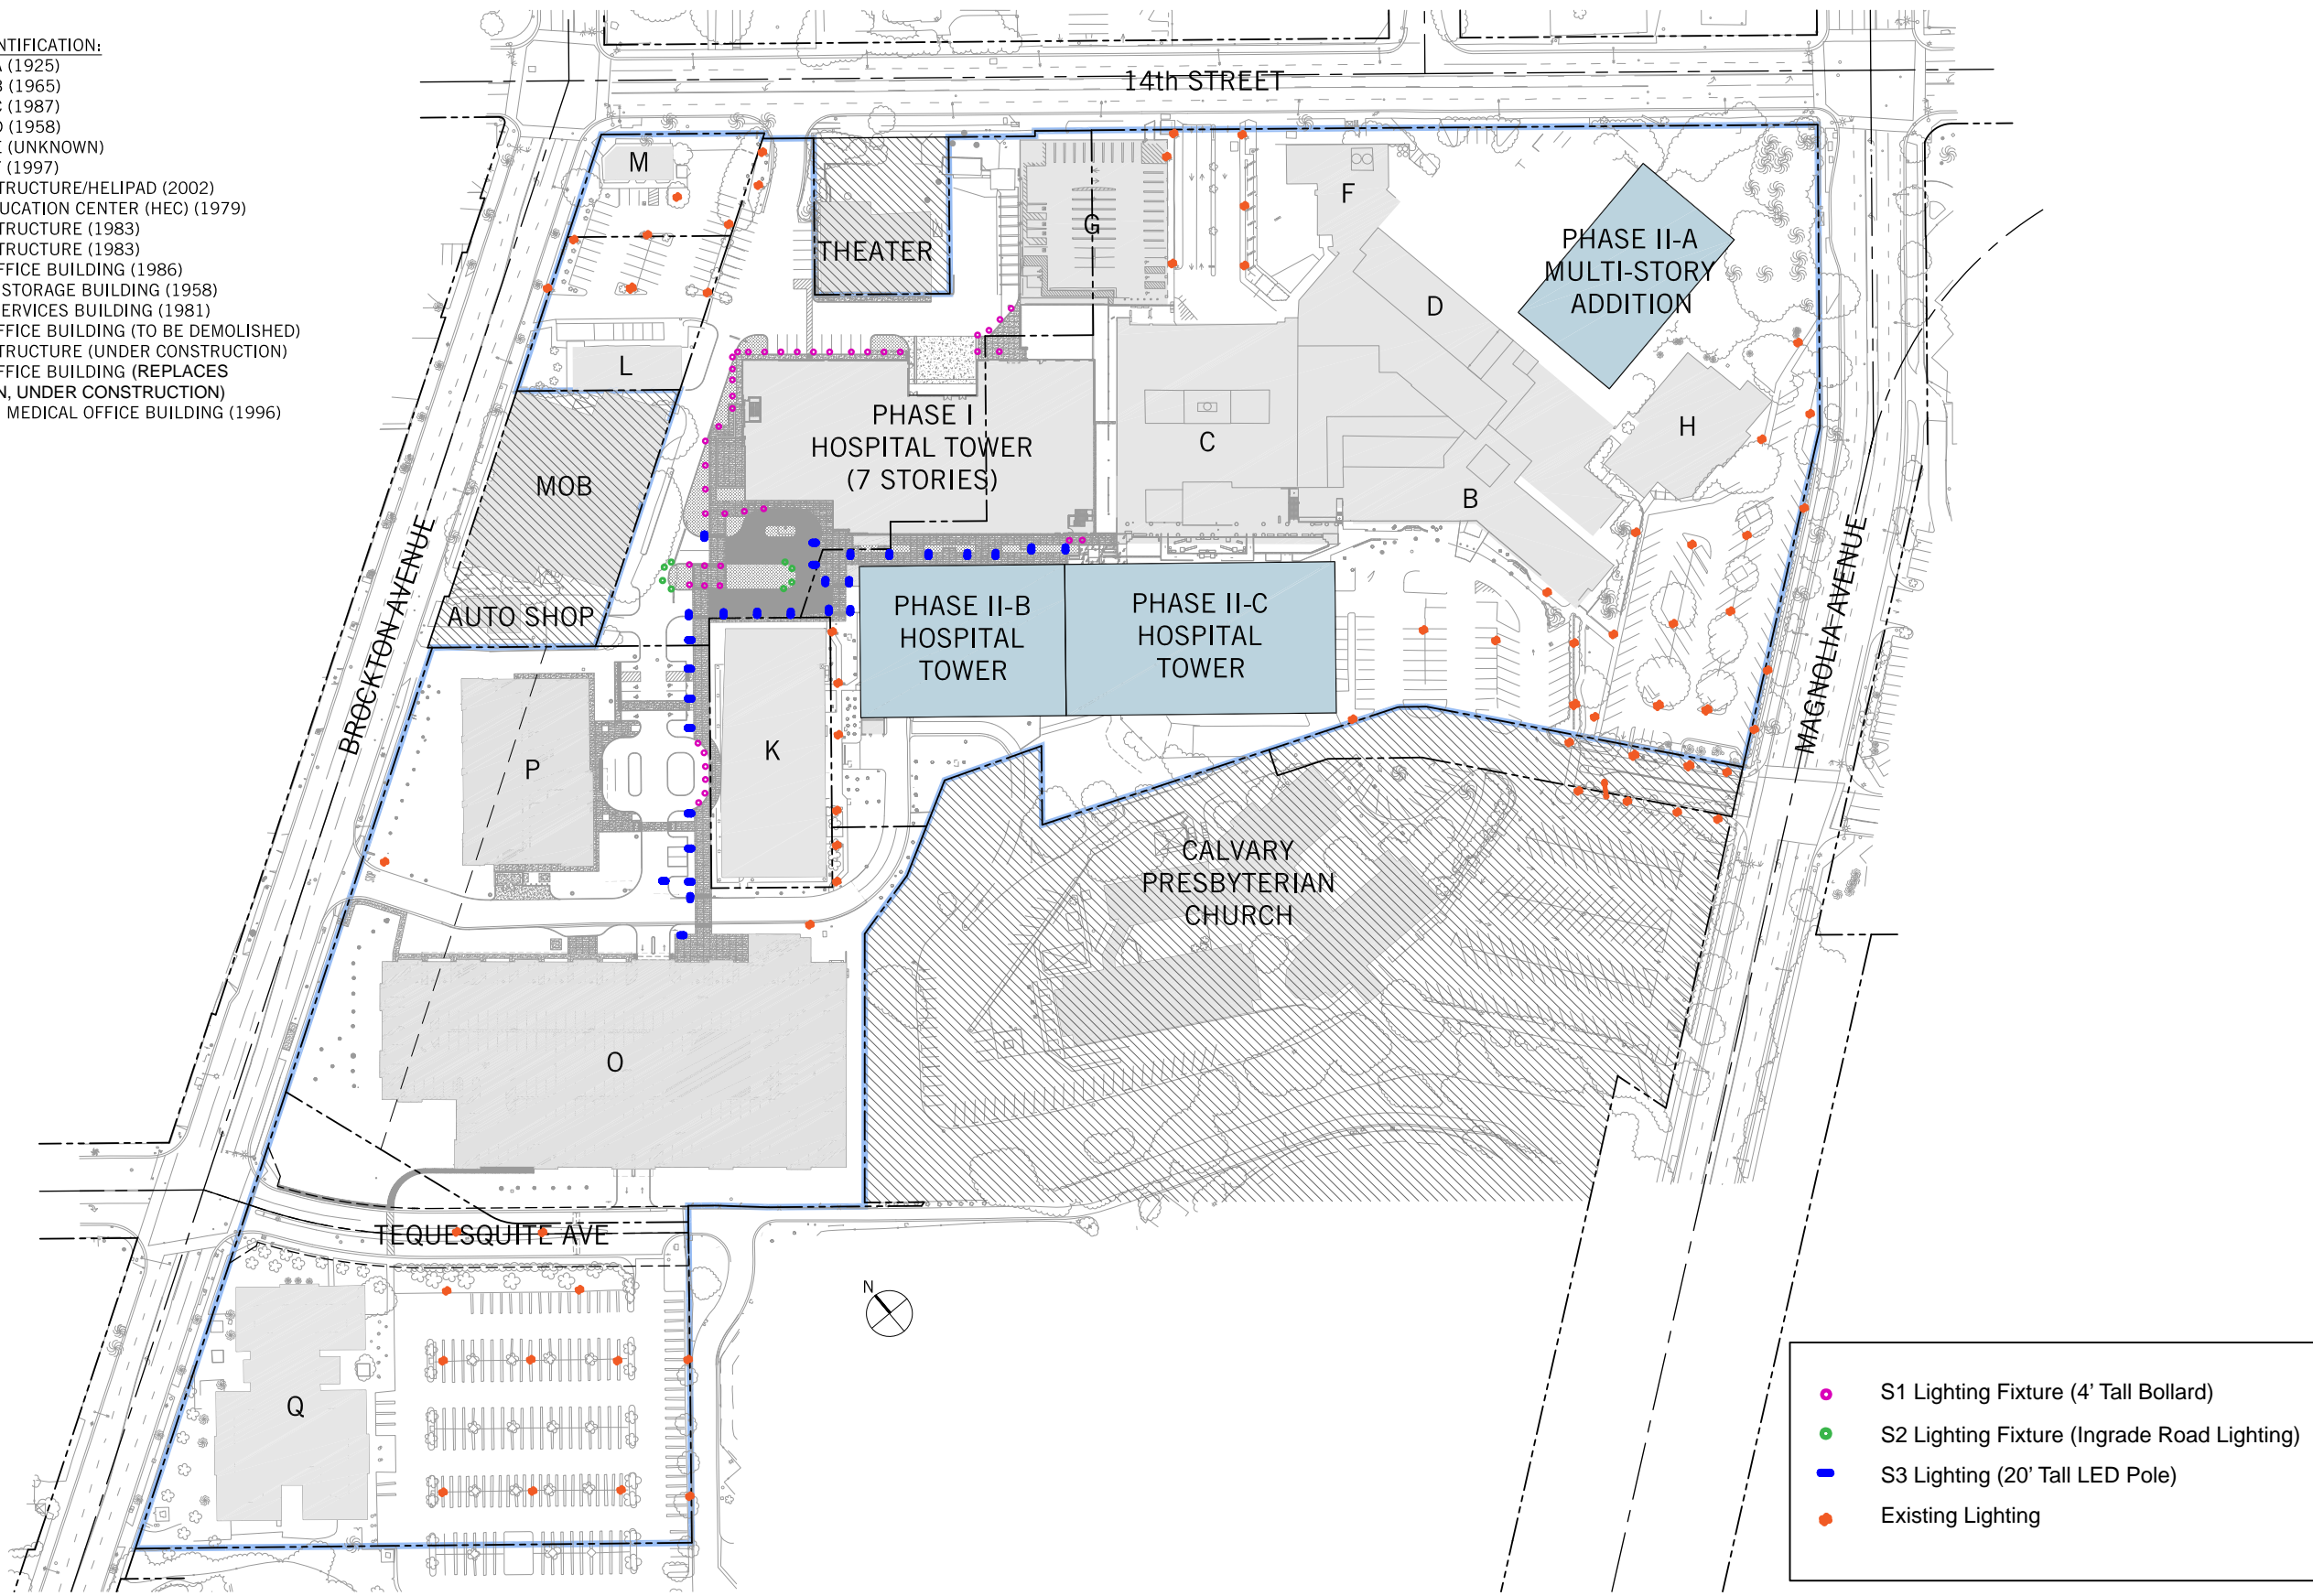 NTIFICATION:
A (1925)
(1965)
(1987)
(1958)
(UNKNOWN)
(1997)
TRUCTURE/HELIPAD (2002)
UCATION CENTER (HEC) (1979)
TRUCTURE (1983)
TRUCTURE (1983)
FFICE BUILDING (1986)
STORAGE BUILDING (1958)
ERVICES BUILDING (1981)
FFICE BUILDING (TO BE DEMOLISHED)
TRUCTURE (UNDER CONSTRUCTION)
FFICE BUILDING (REPLACES
N, UNDER CONSTRUCTION)
MEDICAL OFFICE BUILDING (1996)
14th STREET
M
THEATER
G
F
PHASE II-A
MULTI-STORY
ADDITION
D
L
PHASE I
HOSPITAL TOWER
(7 STORIES)
C
H
B
MOB
AUTO SHOP
BROCKTON AVENUE
PHASE II-B
HOSPITAL
TOWER
PHASE II-C
HOSPITAL
TOWER
MAGNOLIA AVENUE
P
K
CALVARY
PRESBYTERIAN
CHURCH
O
TEQUESQUITE AVE
N
Q
S1 Lighting Fixture (4' Tall Bollard)
S2 Lighting Fixture (Ingrade Road Lighting)
S3 Lighting (20' Tall LED Pole)
Existing Lighting